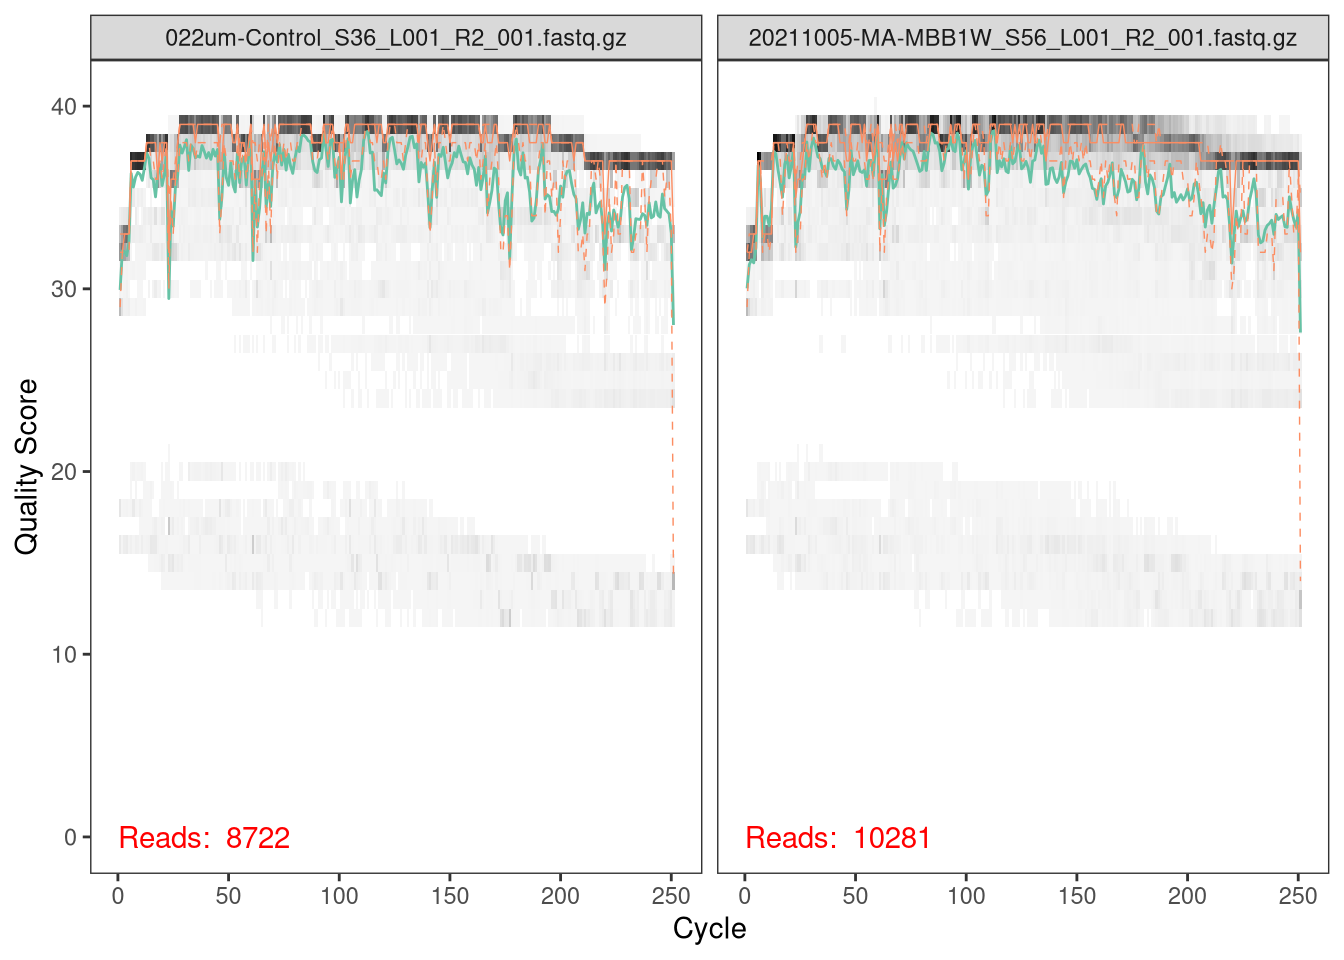 022um-Control_S36_L001_R2_001.fastq.gz
20211005-MA-MBB1W_S56_L001_R2_001.fastq.gz
40
30
20
10
0
Quality Score
Reads: 8722
Reads: 10281
0 50 100 150 200 250
0 50 100 150 200 250
Cycle